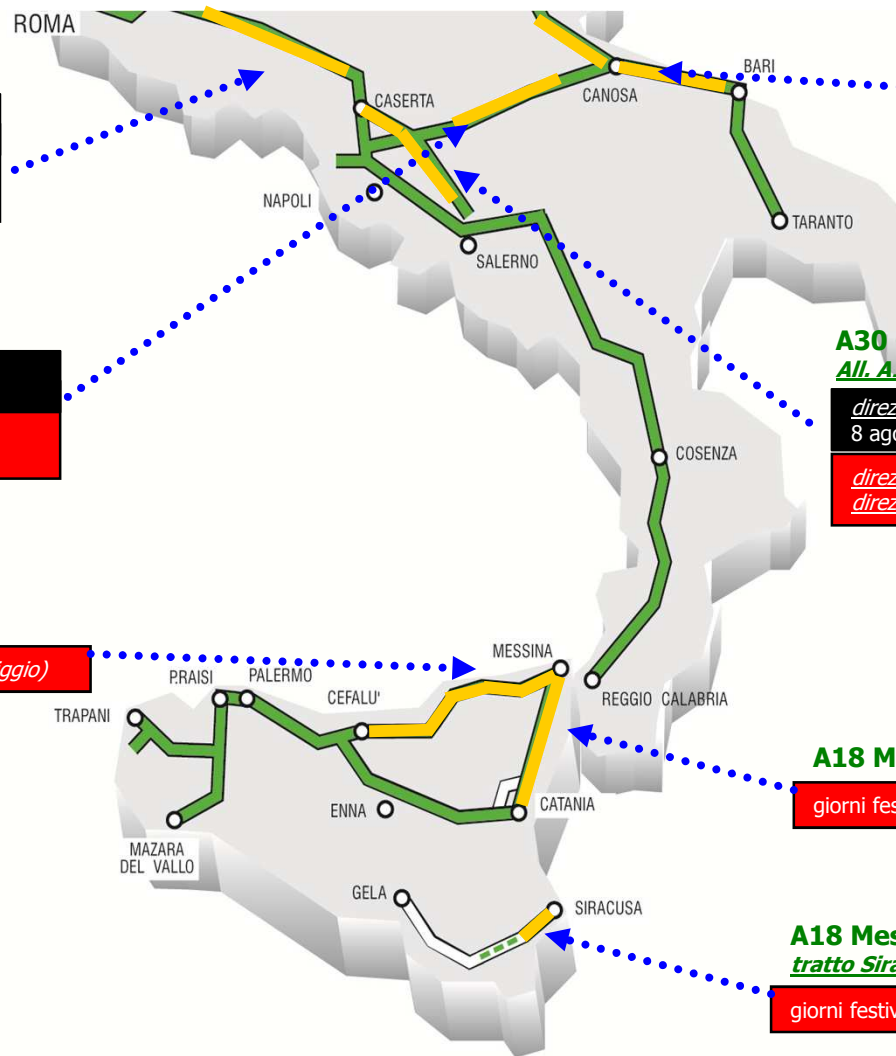 ROMA
BARI
CASERTA
CANOSA
NAPOLI
TARANTO
SALERNO
A30
All. A.
direz
8 ago
direz
direz
COSENZA
MESSINA
ggio)
P.RAISI
PALERMO
CEFALU'
REGGIO CALABRIA
TRAPANI
A18 M
ENNA
CATANIA
giorni fes
MAZARA
DEL VALLO
GELA
SIRACUSA
A18 Mes
tratto Sira
giorni festiv